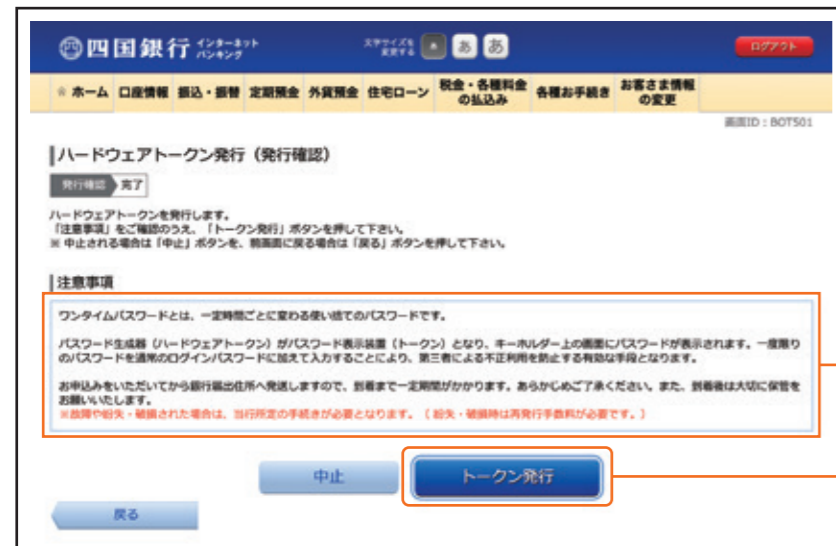 四国銀行 インターネット バンキング 文字サイズを変更する あ あ あ ログアウト
ホーム 口座情報 振込・振替 定期預金 外貨預金 住宅ローン 税金・各種料金の払込み 各種お手続き お客さま情報の変更
画面ID：BOTS01
ハードウェアトークン発行（発行確認）
発行確認 完了
ハードウェアトークンを発行します。
「注意事項」をご確認のうえ、「トークン発行」ボタンを押して下さい。
※ 中止される場合は「中止」ボタンを、前画面に戻る場合は「戻る」ボタンを押して下さい。
注意事項
ワンタイムパスワードとは、一定時間ごとに変わる使い捨てのパスワードです。
パスワード生成器（ハードウェアトークン）がパスワード表示装置（トークン）となり、キーホルダー上の画面にパスワードが表示されます。一度限り
のパスワードを通常のログインパスワードに加えて入力することにより、第三者による不正利用を防止する有効な手段となります。
お申込みをいただいてから銀行届出住所へ発送しますので、到着まで一定期間がかかります。あらかじめご了承ください。また、到着後は大切に保管を
お願いいたします。
※故障や紛失・破損された場合は、当行所定の手続きが必要となります。（ 紛失・破損時は再発行手数料が必要です。）
中止 トークン発行
戻る